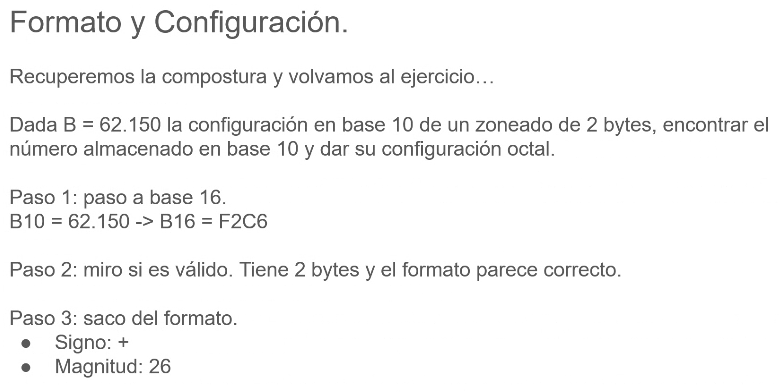 Formato y Configuración.
Recuperemos la compostura y volvamos al ejercicio…
Dada B = 62.150 la configuración en base 10 de un zoneado de 2 bytes, encontrar el
número almacenado en base 10 y dar su configuración octal.
Paso 1: paso a base 16.
B10 = 62.150 -> B16 = F2C6
Paso 2: miro si es válido. Tiene 2 bytes y el formato parece correcto.
Paso 3: saco del formato.
● Signo: +
● Magnitud: 26